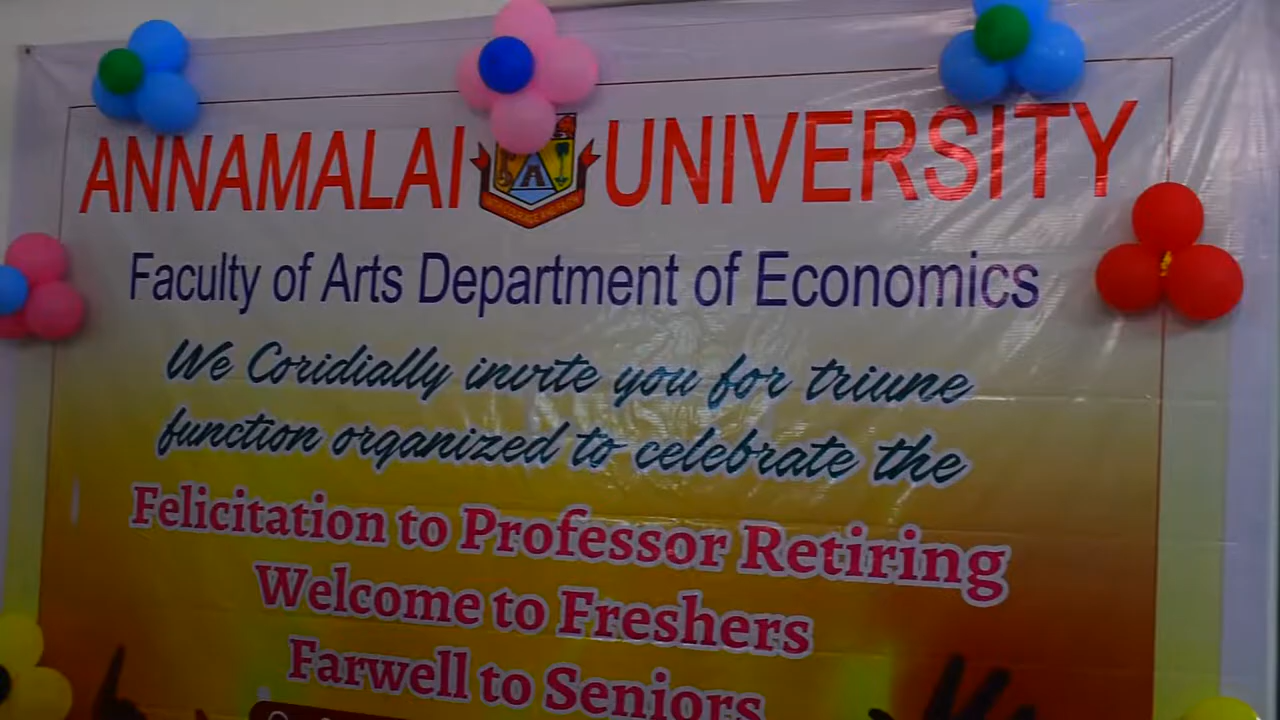 ANNAMALAI UNIVERSITY
Faculty of Arts Department of Economics
We Coridially invite you for triune
function organized to celebrate the
Felicitation to Professor Retiring
Welcome to Freshers
Farwell to Seniors